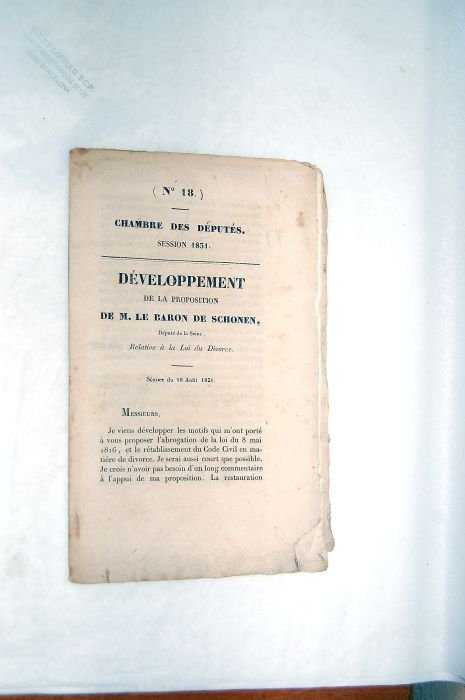 ( Nº 18. )
CHAMBRE DES DÉPUTÉS.
SESSION 1831.
DÉVELOPPEMENT
DE LA PROPOSITION
DE M. LE BARON DE SCHONEN,
Député de la Seine,
Relative à la Loi du Divorce.
Séance du 18 Août 1831.
MESSIEURS,
Je viens développer les motifs qui m'ont porté
à vous proposer l'abrogation de la loi du 8 mai
1816, et le rétablissement du Code Civil en ma-
tière de divorce. Je serai aussi court que possible.
Je crois n'avoir pas besoin d'un long commentaire
à l'appui de ma proposition. La restauration